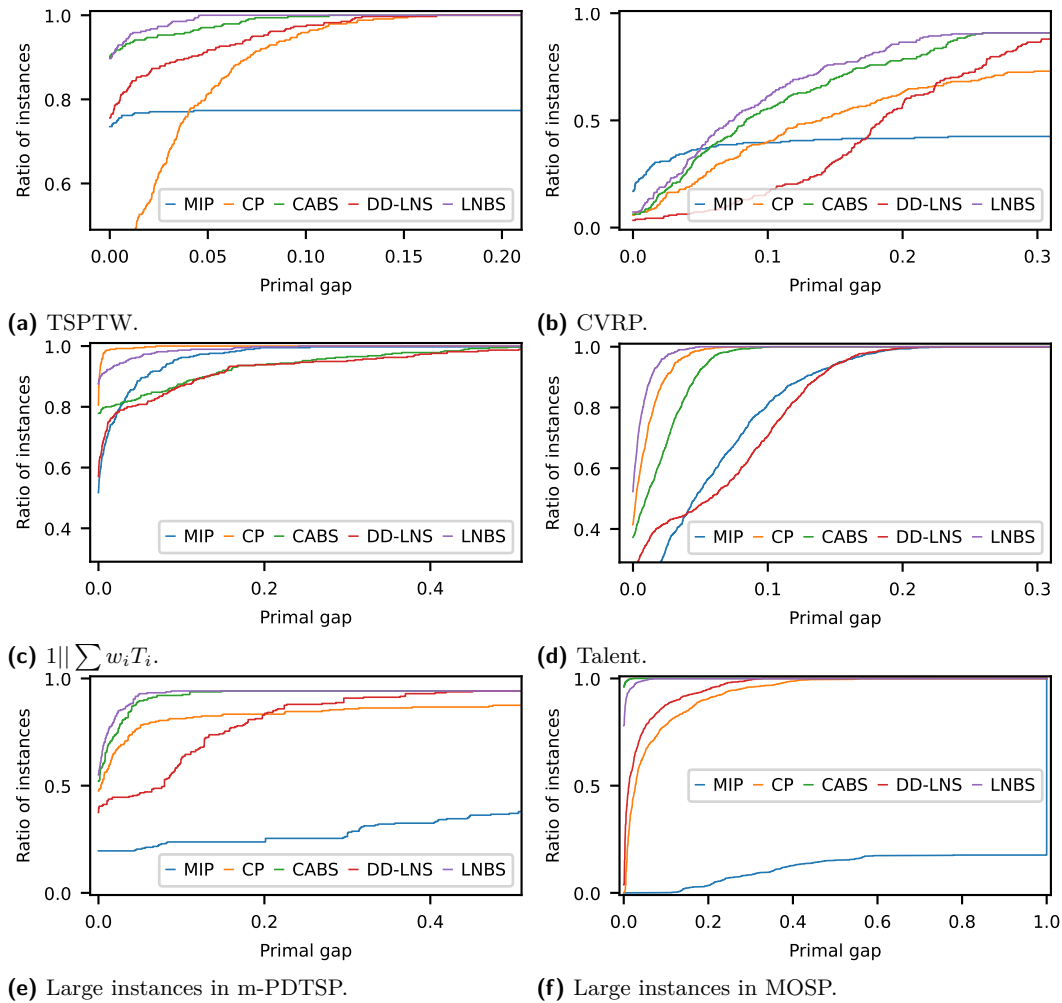 1.0
0.8
0.6
Ratio of instances
MIP CP CABS DD-LNS LNBS
0.00 0.05 0.10 0.15 0.20
Primal gap
(a) TSPTW.
1.0
0.5
0.0
Ratio of instances
MIP CP CABS DD-LNS LNBS
0.0 0.1 0.2 0.3
Primal gap
(b) CVRP.
1.0
0.8
0.6
0.4
Ratio of instances
MIP CP CABS DD-LNS LNBS
0.0 0.2 0.4
Primal gap
(c) 1|| ∑ w_iT_i.
1.0
0.8
0.6
0.4
Ratio of instances
MIP CP CABS DD-LNS LNBS
0.0 0.1 0.2 0.3
Primal gap
(d) Talent.
1.0
0.5
0.0
Ratio of instances
MIP CP CABS DD-LNS LNBS
0.0 0.2 0.4
Primal gap
(e) Large instances in m-PDTSP.
1.0
0.5
0.0
Ratio of instances
MIP CP CABS DD-LNS LNBS
0.0 0.2 0.4 0.6 0.8 1.0
Primal gap
(f) Large instances in MOSP.